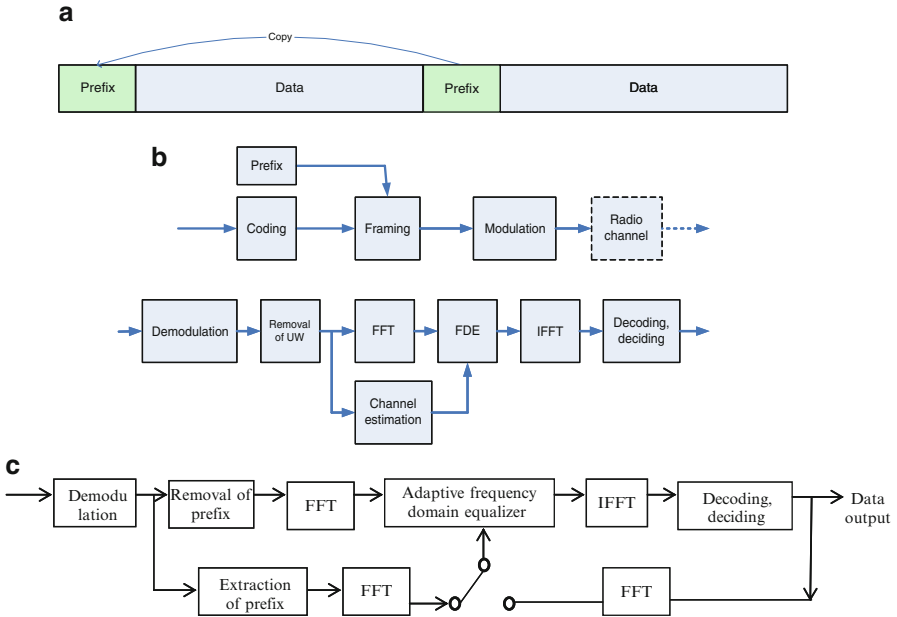 a
Copy
Prefix
Data
Prefix
Data
b
Prefix
Coding
Framing
Modulation
Radio
channel
Demodulation
Removal
of UW
FFT
FDE
IFFT
Decoding,
deciding
Channel
estimation
c
Demodu
lation
Removal of
prefix
FFT
Adaptive frequency
domain equalizer
IFFT
Decoding,
deciding
Data
output
Extraction
of prefix
FFT
FFT